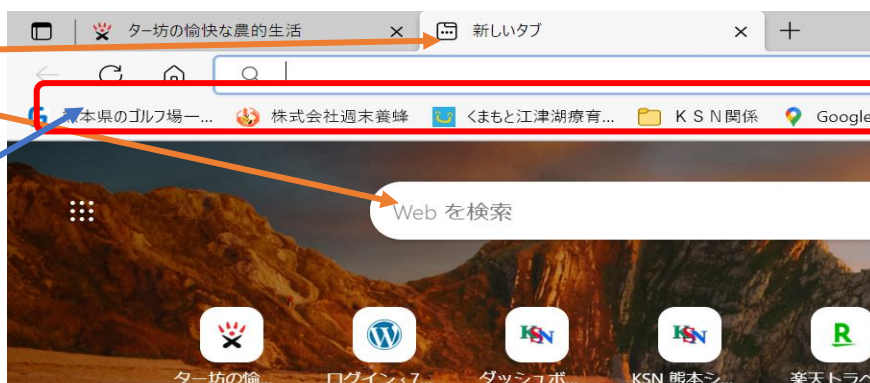 ター坊の愉快な農的生活 新しいタブ
本県のゴルフ場一... 株式会社週末養蜂 くまもと江津湖療育... KSN関係 Google
Web を検索
KSN KSN R
ター坊の愉... ログイン ‹ 7... ダッシュボ... KSN 熊本シ... 楽天トラベ